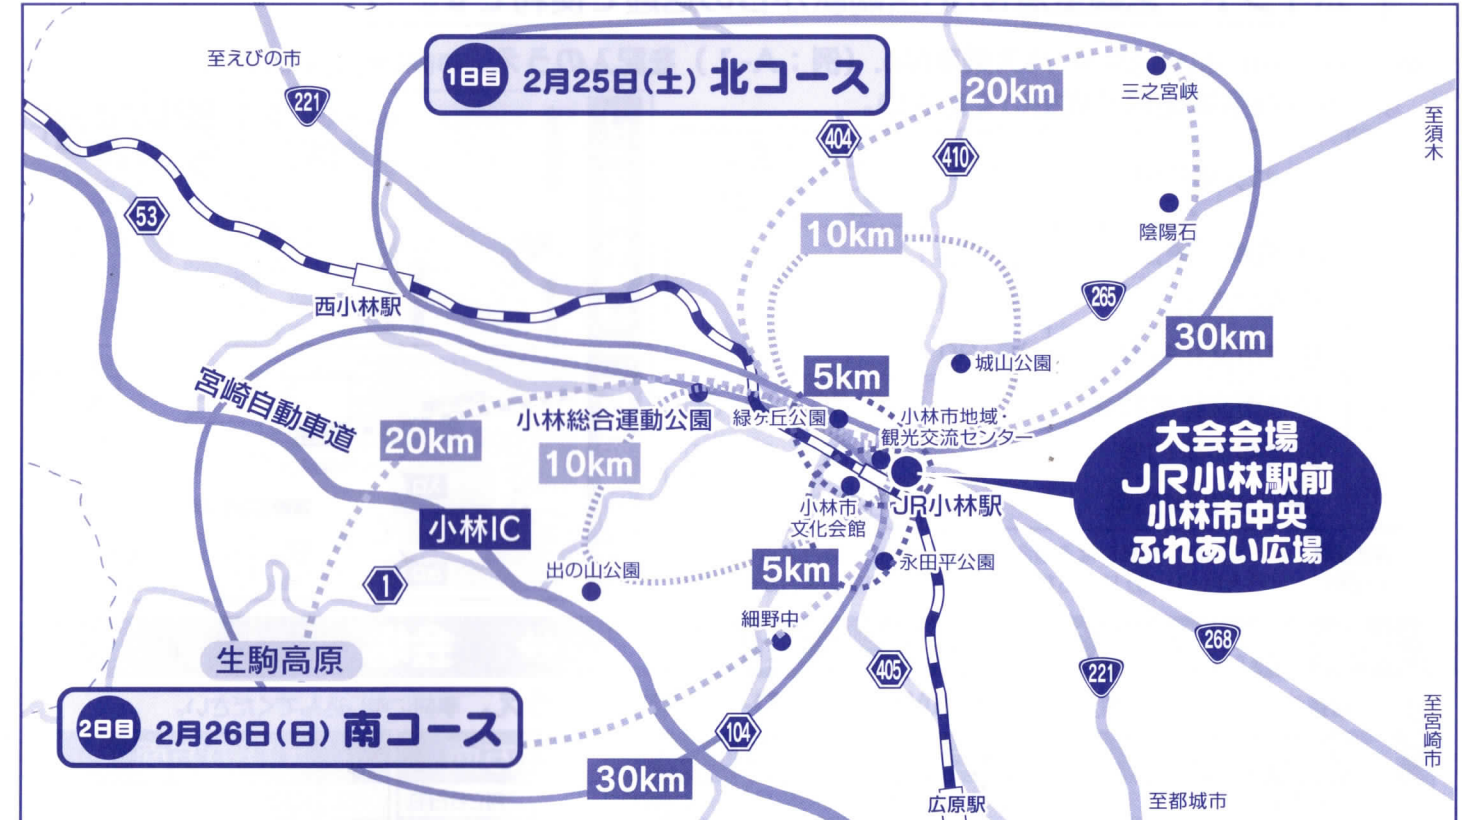 至えびの市
221
1日目 2月25日(土) 北コース
404
410
20km
三之宮峡
至須木
53
10km
陰陽石
265
西小林駅
30km
5km
城山公園
宮崎自動車道
小林総合運動公園
緑ヶ丘公園
小林市地域・
観光交流センター
20km
10km
大会会場
JR小林駅前
小林市中央
ふれあい広場
小林IC
小林市
文化会館
JR小林駅
5km
永田平公園
出の山公園
1
細野中
生駒高原
405
268
221
2日目 2月26日(日) 南コース
104
30km
至宮崎市
広原駅
至都城市